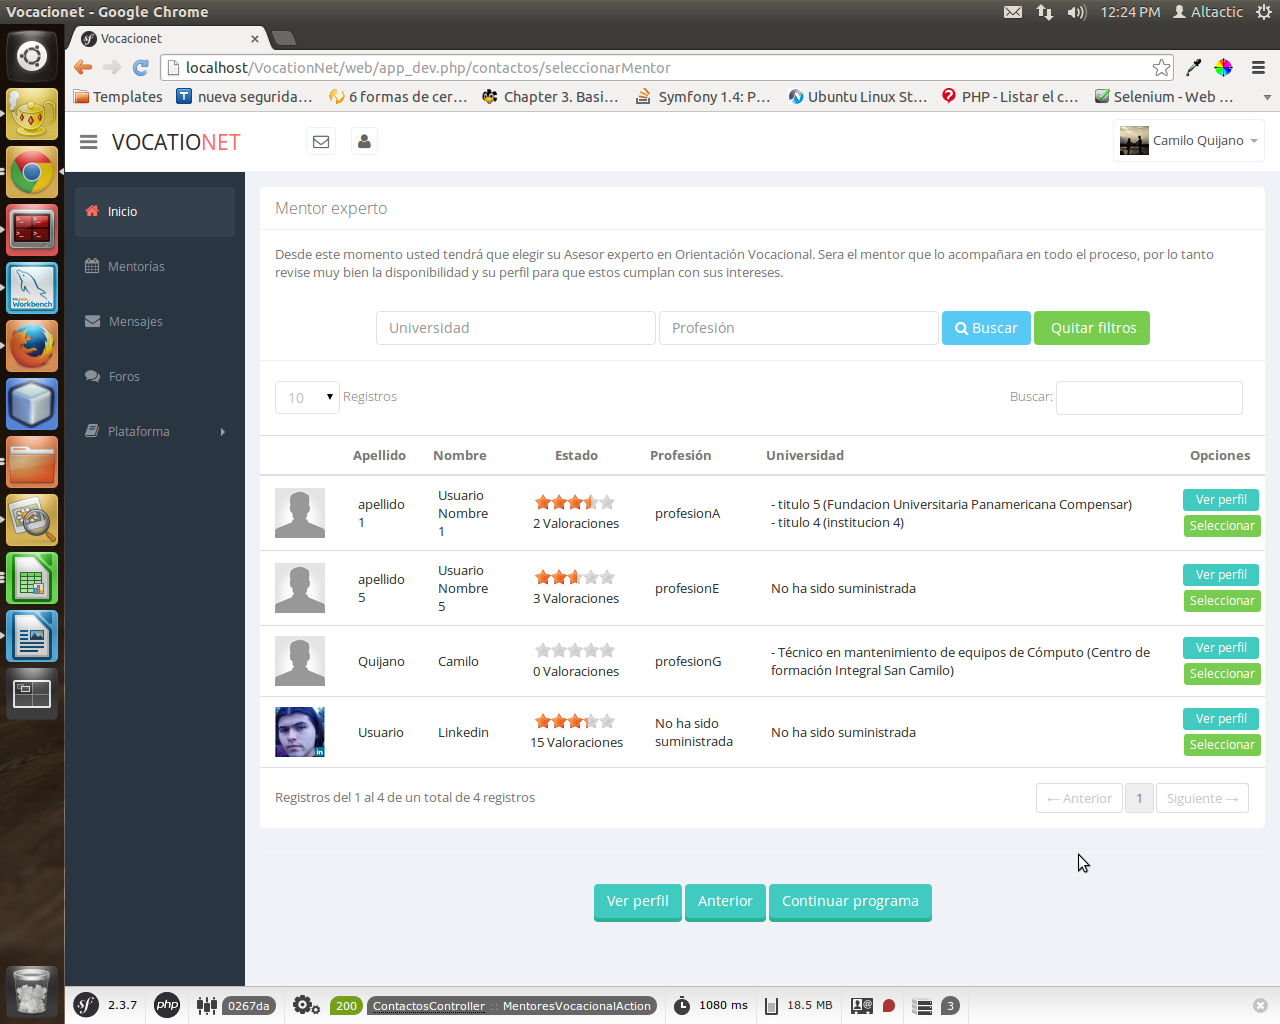 Vocacionet - Google Chrome
12:24 PM
Altactic
Vocacionet
localhost/VocationNet/web/app_dev.php/contactos/seleccionarMentor
Templates
nueva segurida...
6 formas de cer...
Chapter 3. Basi...
Symfony 1.4: P...
Ubuntu Linux St...
PHP - Listar el c...
Selenium - Web ...
VOCATIONET
Camilo Quijano
Inicio
Mentorías
Mensajes
Foros
Plataforma
Mentor experto
Desde este momento usted tendrá que elegir su Asesor experto en Orientación Vocacional. Sera el mentor que lo acompañara en todo el proceso, por lo tanto
revise muy bien la disponibilidad y su perfil para que estos cumplan con sus intereses.
Universidad
Profesión
Buscar
Quitar filtros
10
Registros
Buscar:
Apellido Nombre Estado Profesión Universidad Opciones
apellido
1
Usuario
Nombre
1
2 Valoraciones
profesionA
- titulo 5 (Fundacion Universitaria Panamericana Compensar)
- titulo 4 (institucion 4)
Ver perfil
Seleccionar
apellido
5
Usuario
Nombre
5
3 Valoraciones
profesionE
No ha sido suministrada
Ver perfil
Seleccionar
Quijano
Camilo
0 Valoraciones
profesionG
- Técnico en mantenimiento de equipos de Cómputo (Centro de
formación Integral San Camilo)
Ver perfil
Seleccionar
in
Usuario
Linkedin
15 Valoraciones
No ha sido
suministrada
No ha sido suministrada
Ver perfil
Seleccionar
Registros del 1 al 4 de un total de 4 registros
← Anterior
1
Siguiente →
Ver perfil
Anterior
Continuar programa
sf 2.3.7
php
0267da
200
ContactosController :: MentoresVocacionalAction
1080 ms
18.5 MB
3